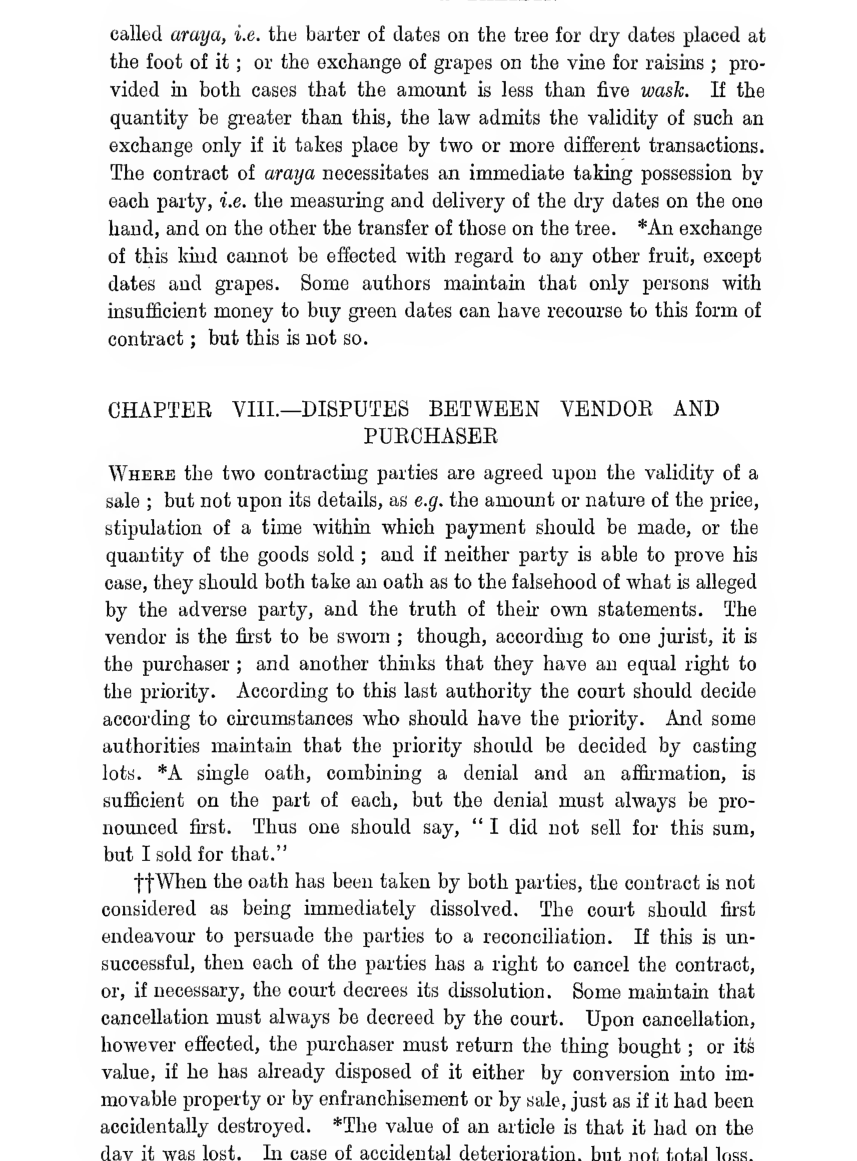 called araya, i.e. the barter of dates on the tree for dry dates placed at
the foot of it ; or the exchange of grapes on the vine for raisins ; pro-
vided in both cases that the amount is less than five wask. If the
quantity be greater than this, the law admits the validity of such an
exchange only if it takes place by two or more different transactions.
The contract of araya necessitates an immediate taking possession by
each party, i.e. the measuring and delivery of the dry dates on the one
hand, and on the other the transfer of those on the tree. *An exchange
of this kind cannot be effected with regard to any other fruit, except
dates and grapes. Some authors maintain that only persons with
insufficient money to buy green dates can have recourse to this form of
contract ; but this is not so.
CHAPTER VIII.—DISPUTES BETWEEN VENDOR AND
PURCHASER
WHERE the two contracting parties are agreed upon the validity of a
sale ; but not upon its details, as e.g. the amount or nature of the price,
stipulation of a time within which payment should be made, or the
quantity of the goods sold ; and if neither party is able to prove his
case, they should both take an oath as to the falsehood of what is alleged
by the adverse party, and the truth of their own statements. The
vendor is the first to be sworn ; though, according to one jurist, it is
the purchaser ; and another thinks that they have an equal right to
the priority. According to this last authority the court should decide
according to circumstances who should have the priority. And some
authorities maintain that the priority should be decided by casting
lots. *A single oath, combining a denial and an affirmation, is
sufficient on the part of each, but the denial must always be pro-
nounced first. Thus one should say, “ I did not sell for this sum,
but I sold for that.”
††When the oath has been taken by both parties, the contract is not
considered as being immediately dissolved. The court should first
endeavour to persuade the parties to a reconciliation. If this is un-
successful, then each of the parties has a right to cancel the contract,
or, if necessary, the court decrees its dissolution. Some maintain that
cancellation must always be decreed by the court. Upon cancellation,
however effected, the purchaser must return the thing bought ; or its
value, if he has already disposed of it either by conversion into im-
movable property or by enfranchisement or by sale, just as if it had been
accidentally destroyed. *The value of an article is that it had on the
day it was lost. In case of accidental deterioration, but not total loss,